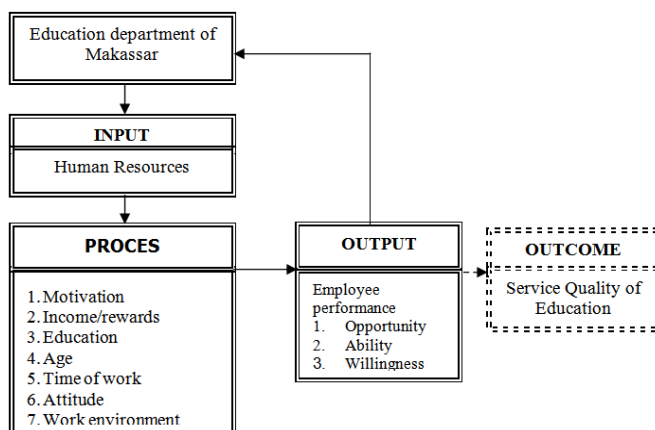 Education department of
Makassar
INPUT
Human Resources
PROCES
1. Motivation
2. Income/rewards
3. Education
4. Age
5. Time of work
6. Attitude
7. Work environment
OUTPUT
Employee
performance
1. Opportunity
2. Ability
3. Willingness
OUTCOME
Service Quality of
Education